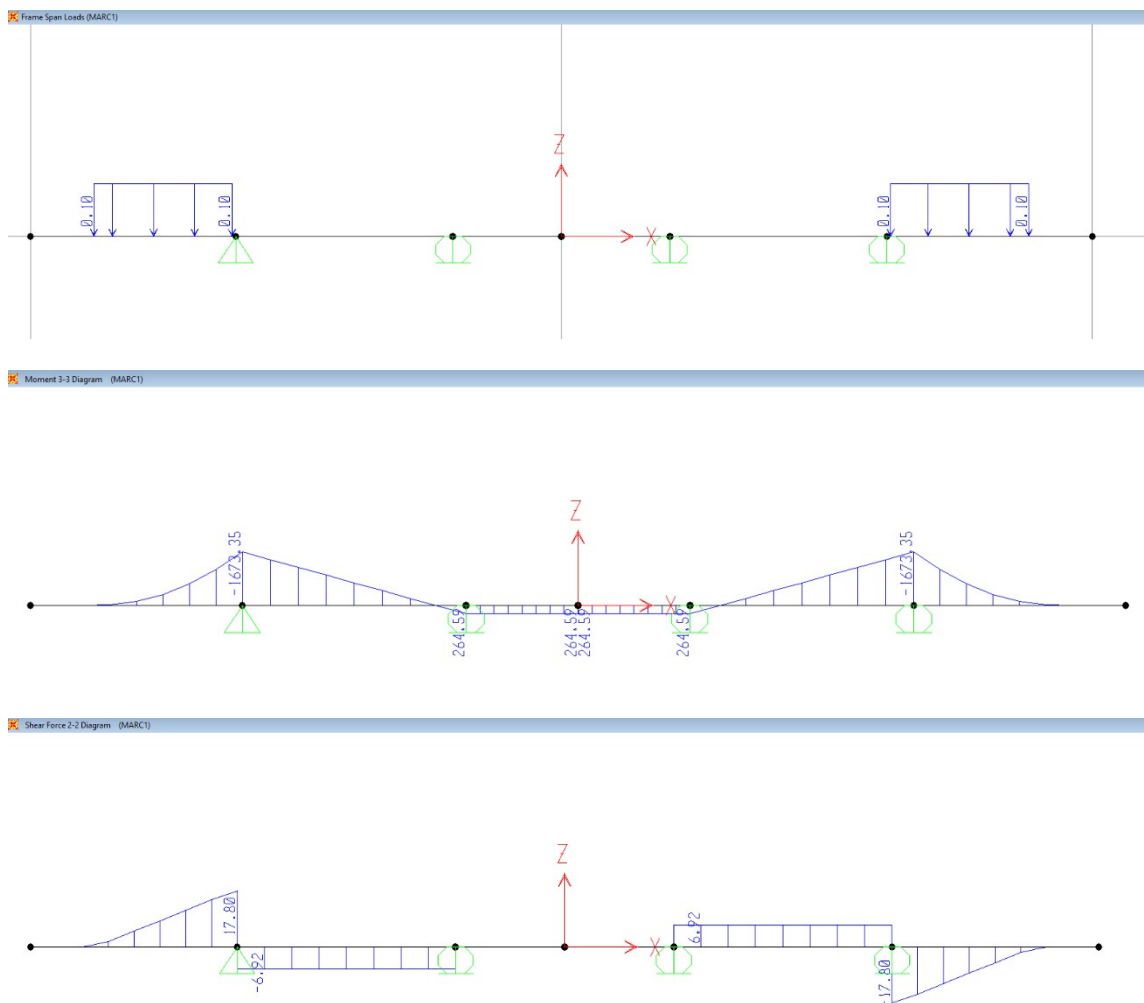 Frame Span Loads (MARC1)
Z
0.10
0.10
0.10
0.10
X
Moment 3-3 Diagram (MARC1)
Z
-1673.35
-1673.35
X
264.59
264.59
264.59
264.59
Shear Force 2-2 Diagram (MARC1)
Z
17.80
6.92
X
-6.92
-17.80